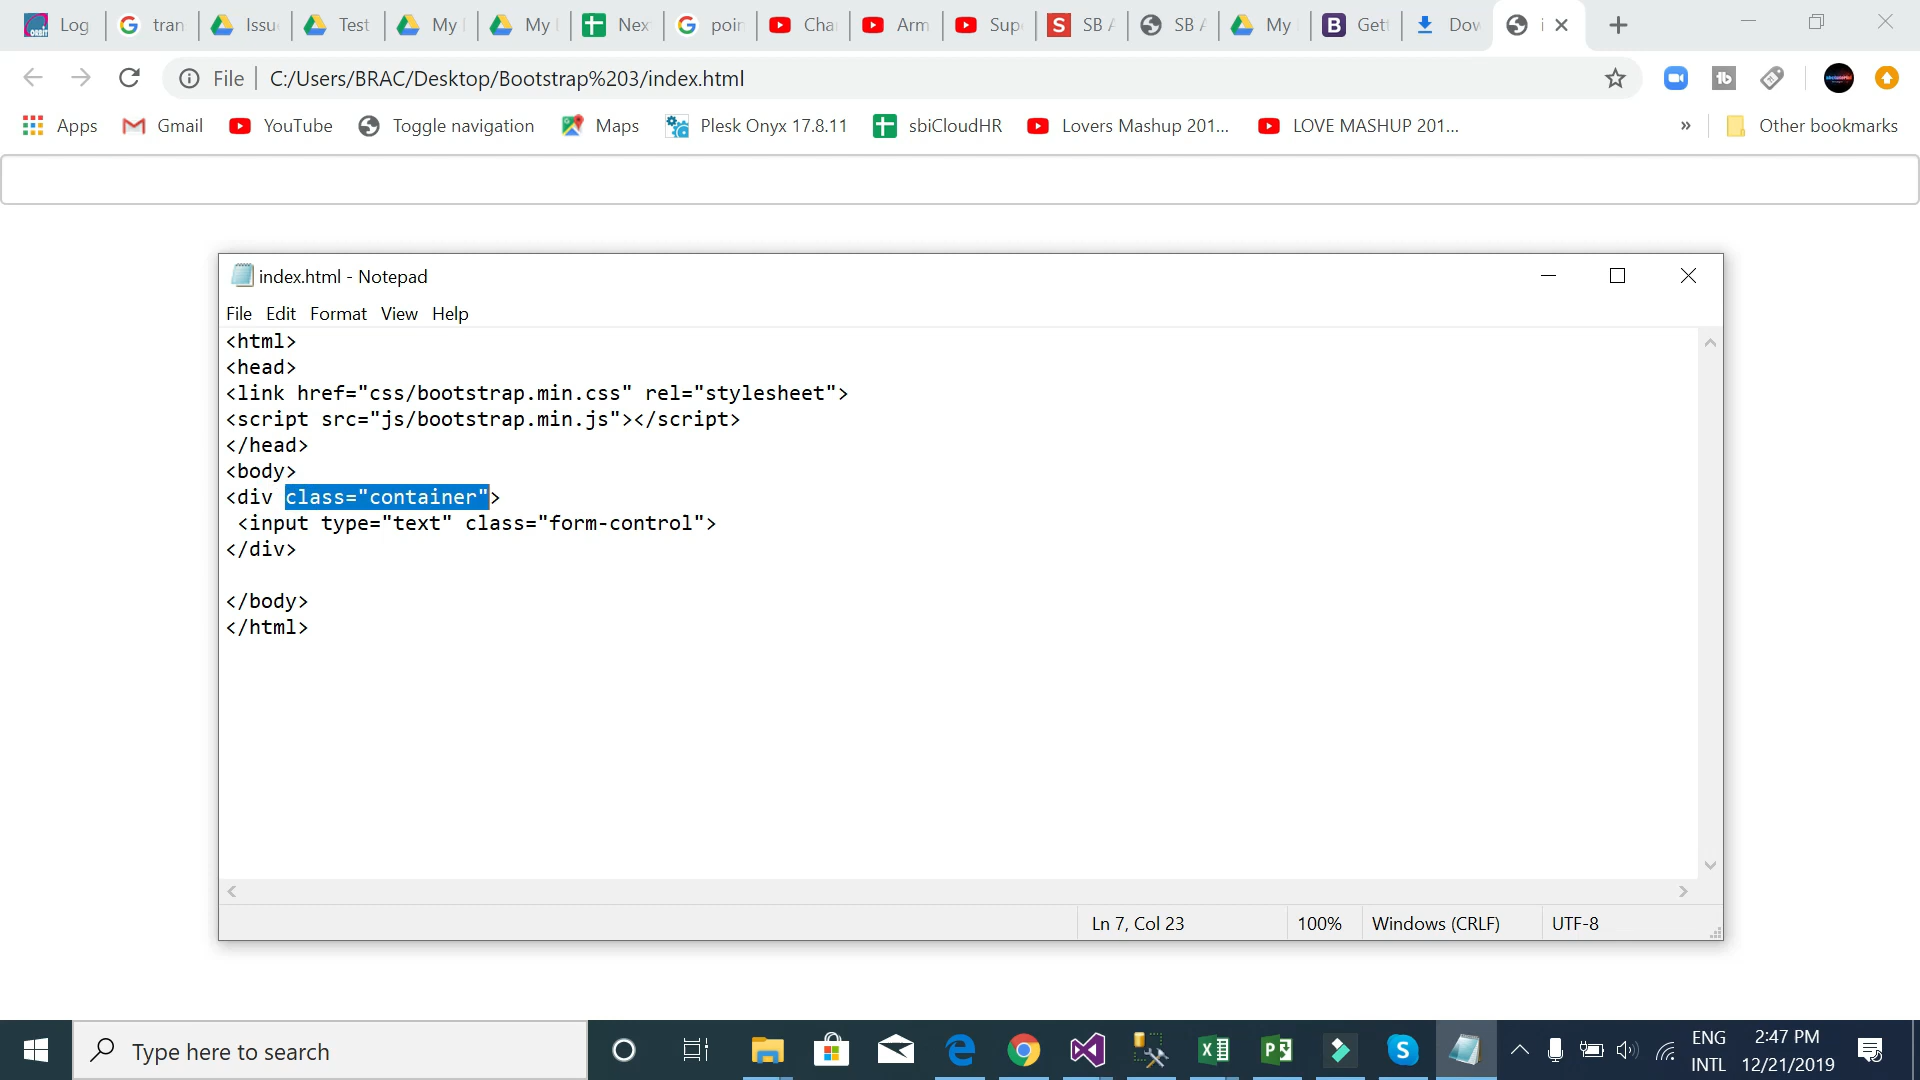 Log tran Issu Test My My Nex poin Cha Arm Sup SB A SB A My Gett Dow i
File C:/Users/BRAC/Desktop/Bootstrap%203/index.html
Apps Gmail YouTube Toggle navigation Maps Plesk Onyx 17.8.11 sbiCloudHR Lovers Mashup 201... LOVE MASHUP 201... » Other bookmarks
index.html - Notepad
File Edit Format View Help
<html>
<head>
<link href="css/bootstrap.min.css" rel="stylesheet">
<script src="js/bootstrap.min.js"></script>
</head>
<body>
<div class="container">
<input type="text" class="form-control">
</div>
</body>
</html>
Ln 7, Col 23 100% Windows (CRLF) UTF-8
Type here to search
ENG 2:47 PM
INTL 12/21/2019